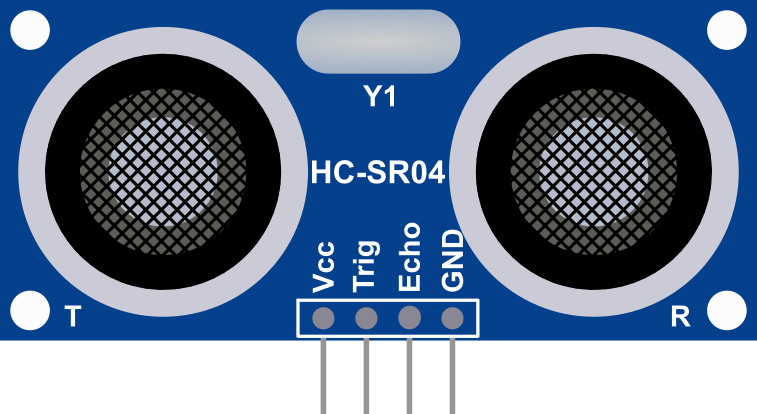 Y1
HC-SR04
Vcc
Trig
Echo
GND
T
R